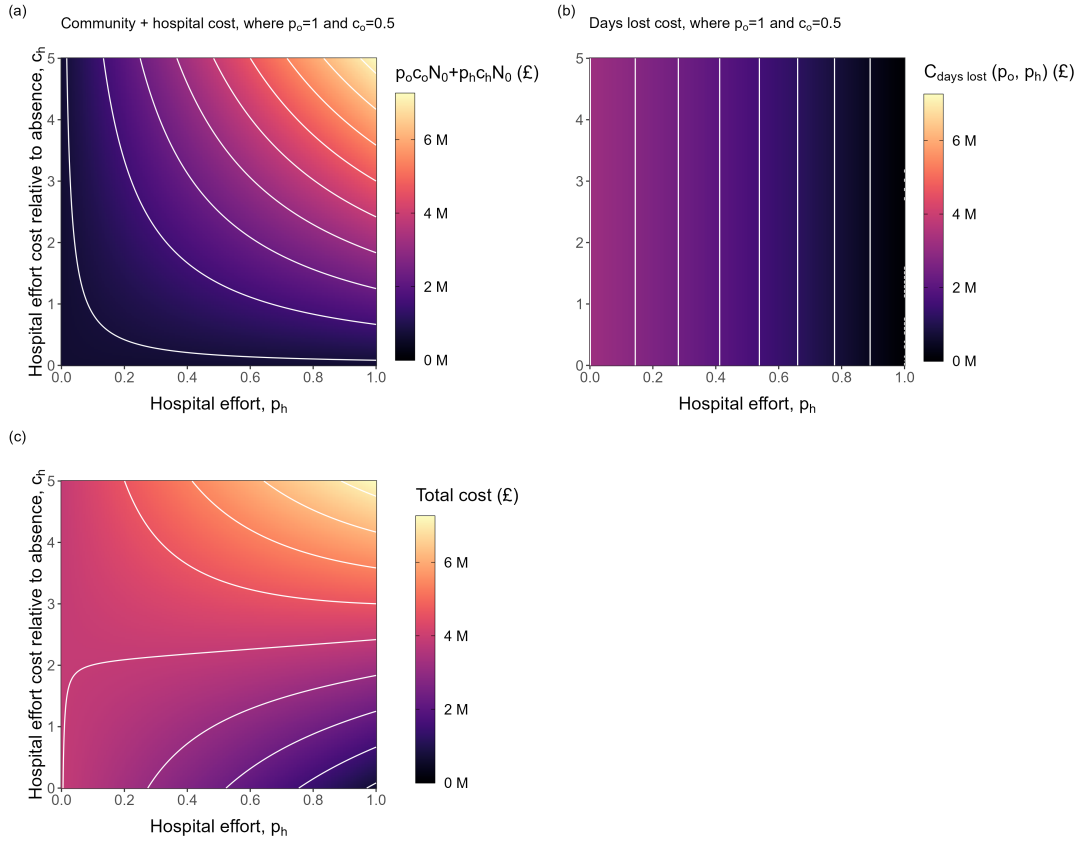 (a)
Community + hospital cost, where pₒ=1 and cₒ=0.5
Hospital effort cost relative to absence, cₕ
5
4
3
2
1
0
0.0 0.2 0.4 0.6 0.8 1.0
Hospital effort, pₕ
pₒcₒN₀+pₕcₕN₀ (£)
6 M
4 M
2 M
0 M
(b)
Days lost cost, where pₒ=1 and cₒ=0.5
5
4
3
2
1
0
0.0 0.2 0.4 0.6 0.8 1.0
Hospital effort, pₕ
C_days lost (pₒ, pₕ) (£)
6 M
4 M
2 M
0 M
(c)
Hospital effort cost relative to absence, cₕ
5
4
3
2
1
0
0.0 0.2 0.4 0.6 0.8 1.0
Hospital effort, pₕ
Total cost (£)
6 M
4 M
2 M
0 M